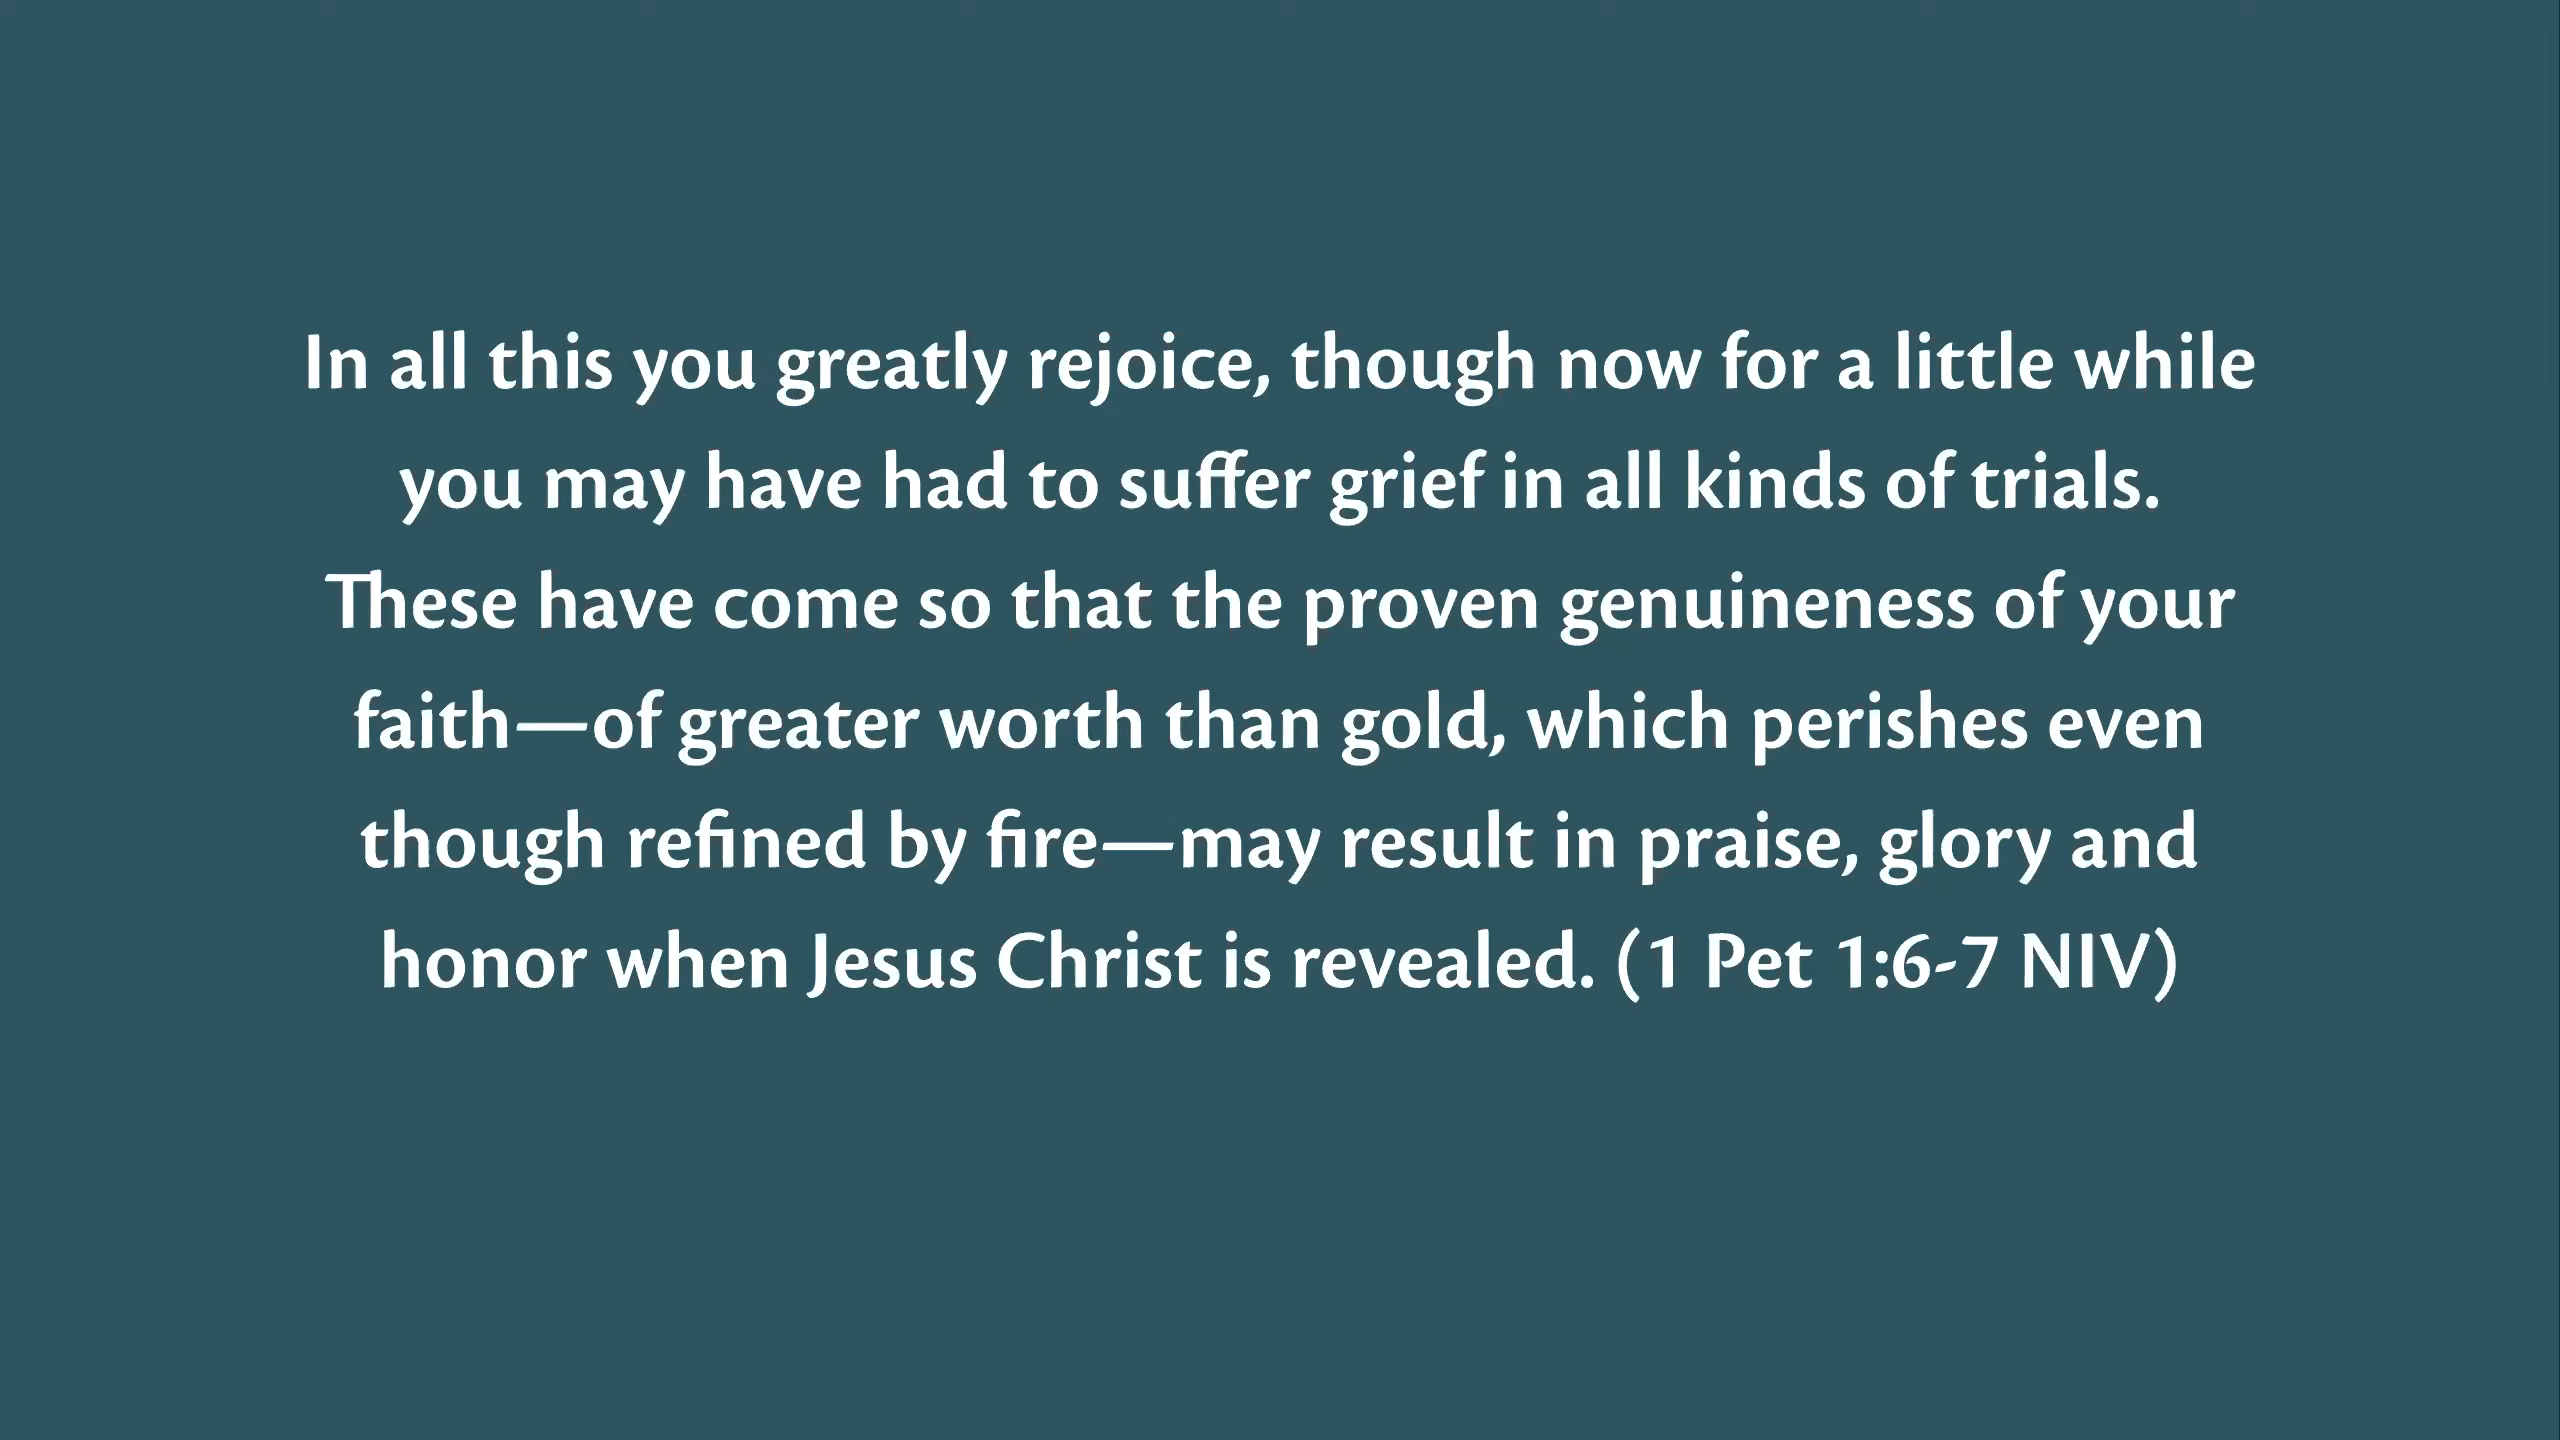 In all this you greatly rejoice, though now for a little while
you may have had to suffer grief in all kinds of trials.
These have come so that the proven genuineness of your
faith—of greater worth than gold, which perishes even
though refined by fire—may result in praise, glory and
honor when Jesus Christ is revealed. (1 Pet 1:6-7 NIV)